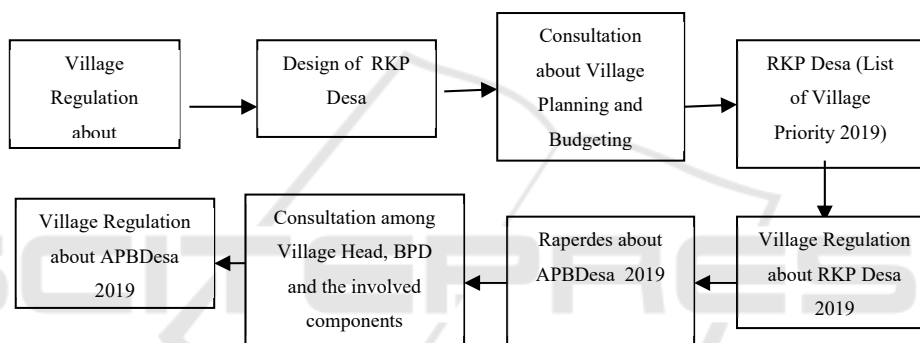 Village
Regulation
about
Design of RKP
Desa
Consultation
about Village
Planning and
Budgeting
RKP Desa (List
of Village
Priority 2019)
Village Regulation
about APBDesa
2019
Consultation among
Village Head, BPD
and the involved
components
Raperdes about
APBDesa 2019
Village Regulation
about RKP Desa
2019
SCITEPRES